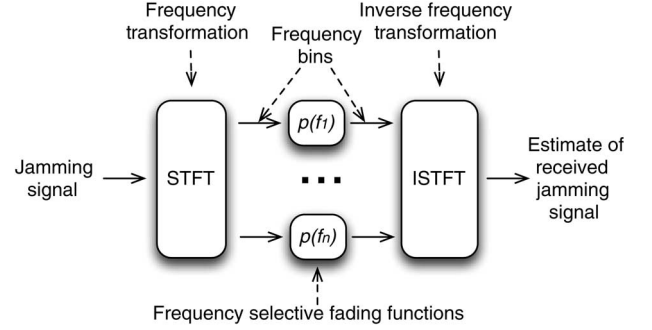 Frequency
transformation
Inverse frequency
transformation
Frequency
bins
p(f1)
Jamming
signal
STFT
...
ISTFT
Estimate of
received
jamming
signal
p(fn)
Frequency selective fading functions